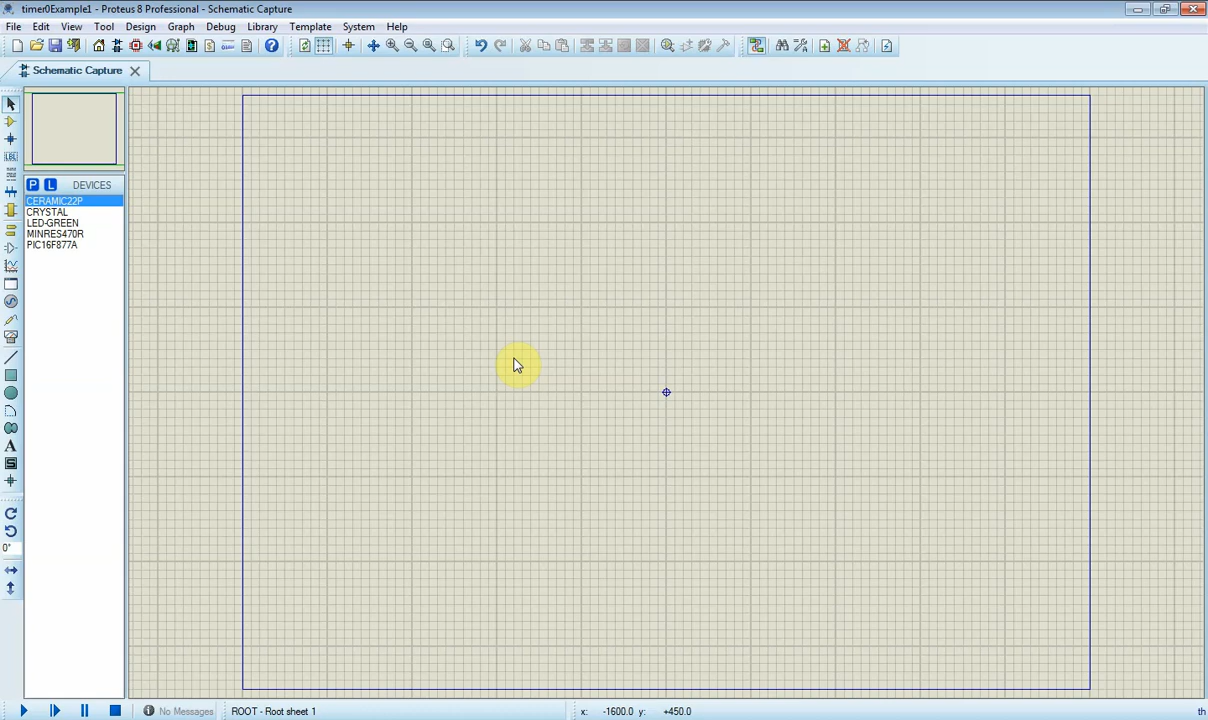 timer0Example1 - Proteus 8 Professional - Schematic Capture
File Edit View Tool Design Graph Debug Library Template System Help
Schematic Capture
P L DEVICES
CERAMIC22P
CRYSTAL
LED-GREEN
MINRES470R
PIC16F877A
LBL
A
S
0°
No Messages ROOT - Root sheet 1 x: -1600.0 y: +450.0 th